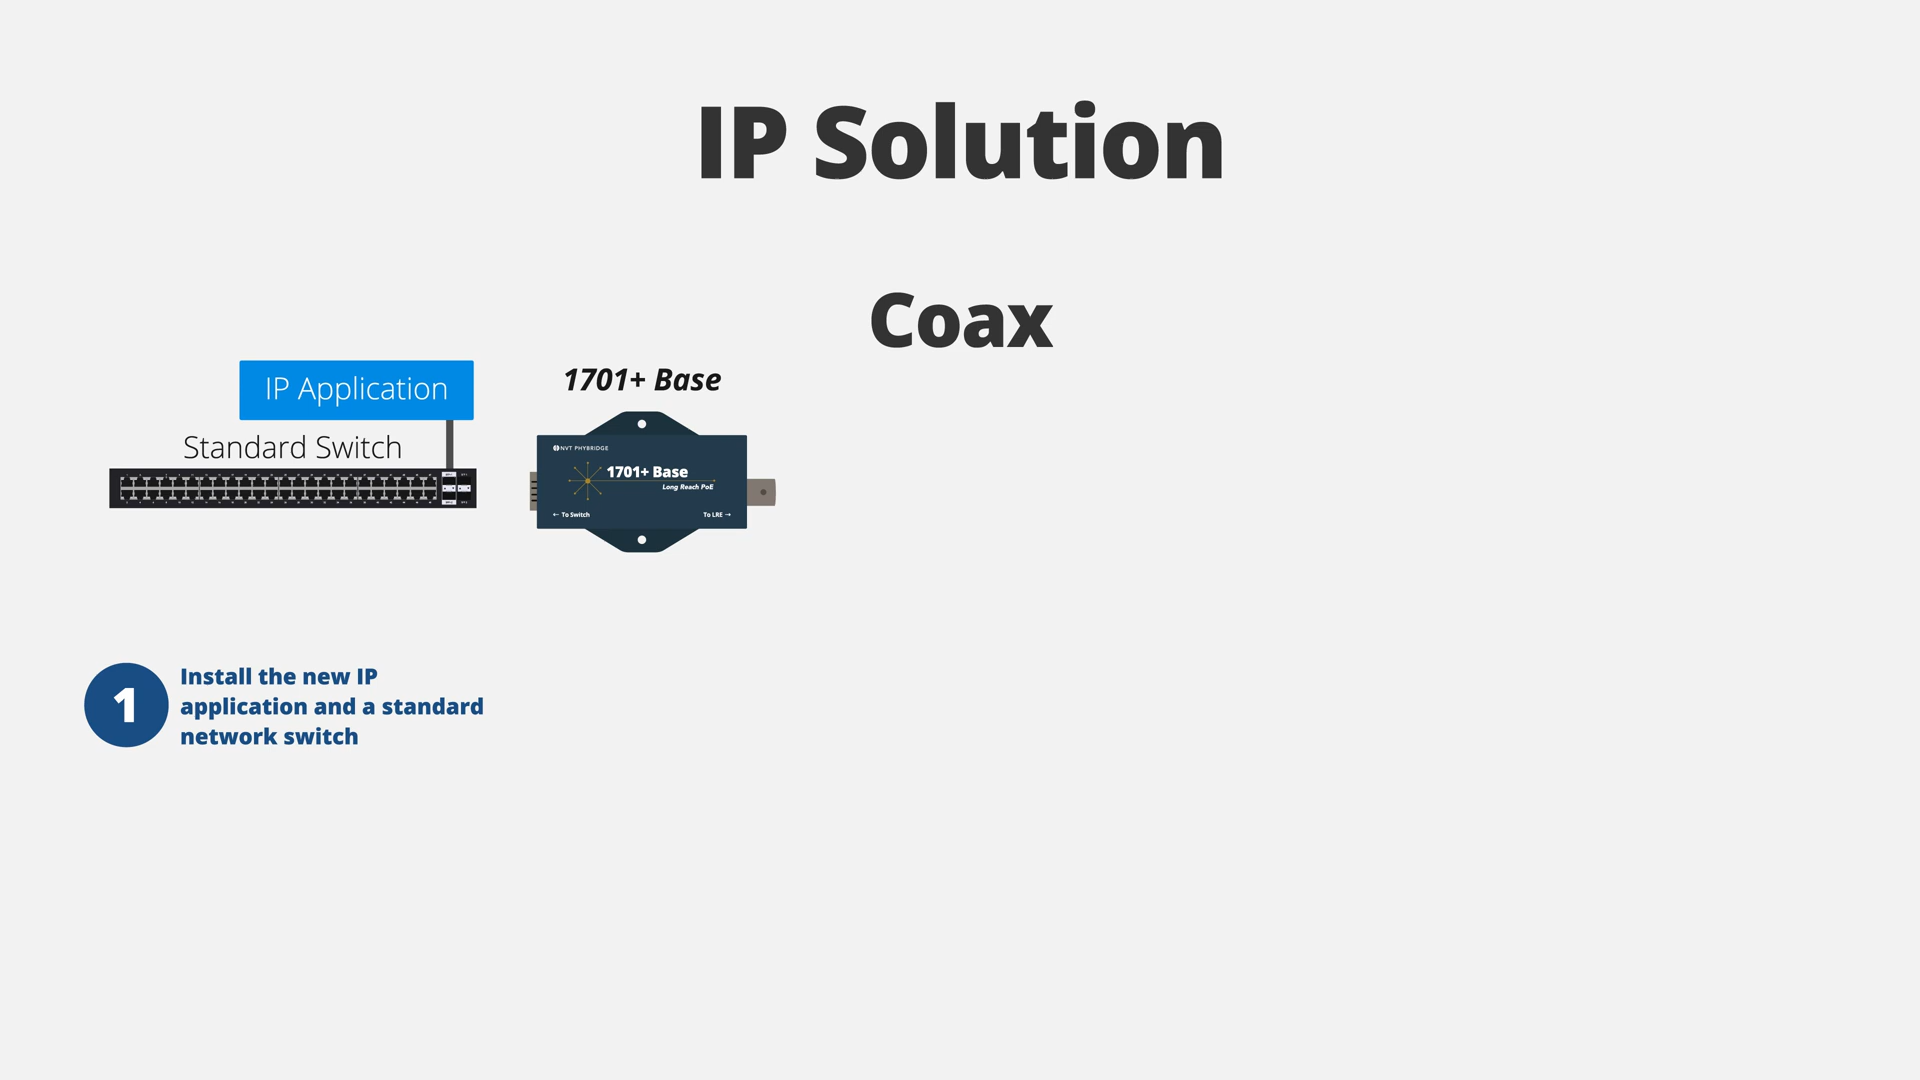 IP Solution
Coax
IP Application
1701+ Base
Standard Switch
NVT PHYBRIDGE
1701+ Base
Long Reach PoE
← To Switch
To LRE →
1
Install the new IP
application and a standard
network switch